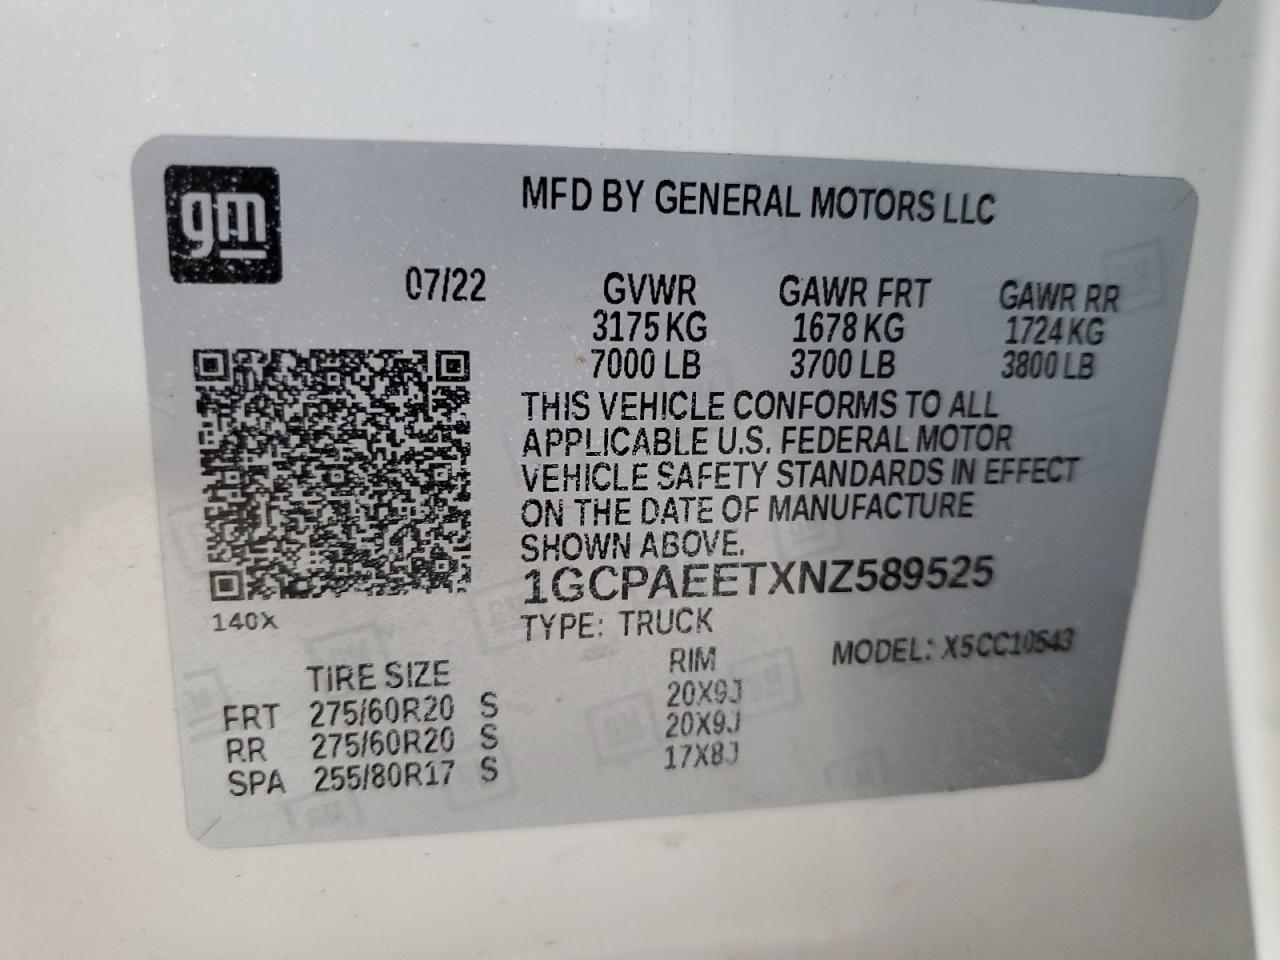 gm
MFD BY GENERAL MOTORS LLC
07/22 GVWR GAWR FRT GAWR RR
3175 KG 1678 KG 1724 KG
7000 LB 3700 LB 3800 LB
THIS VEHICLE CONFORMS TO ALL
APPLICABLE U.S. FEDERAL MOTOR
VEHICLE SAFETY STANDARDS IN EFFECT
ON THE DATE OF MANUFACTURE
SHOWN ABOVE.
1GCPAEETXNZ589525
140X
TYPE: TRUCK
MODEL: X5CC10543
TIRE SIZE RIM
FRT 275/60R20 S 20X9J
RR 275/60R20 S 20X9J
SPA 255/80R17 S 17X8J